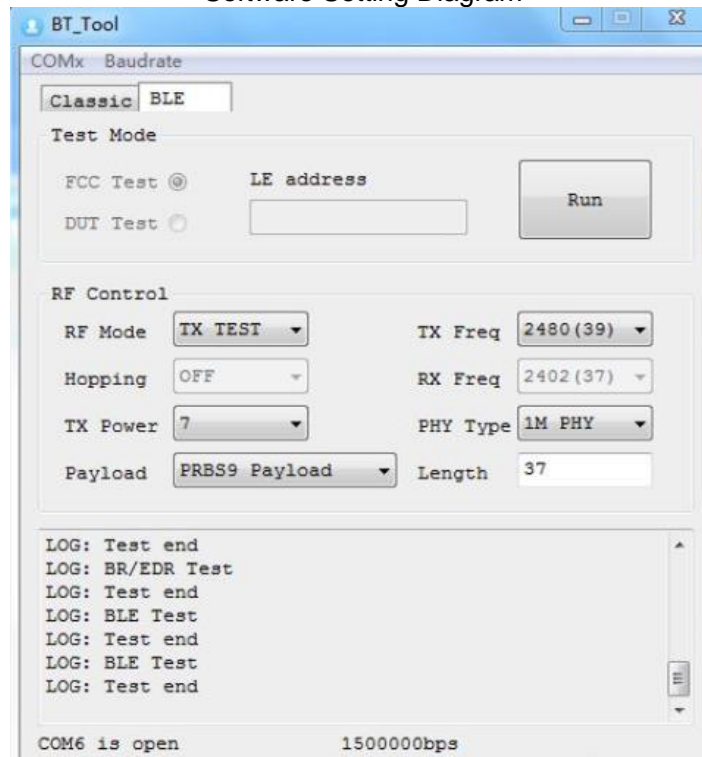 Software Setting Diagram
BT_Tool
COMx Baudrate
Classic BLE
Test Mode
FCC Test LE address
Run
DUT Test
RF Control
RF Mode TX TEST TX Freq 2480(39)
Hopping OFF RX Freq 2402(37)
TX Power 7 PHY Type 1M PHY
Payload PRBS9 Payload Length 37
LOG: Test end
LOG: BR/EDR Test
LOG: Test end
LOG: BLE Test
LOG: Test end
LOG: BLE Test
LOG: Test end
COM6 is open 1500000bps